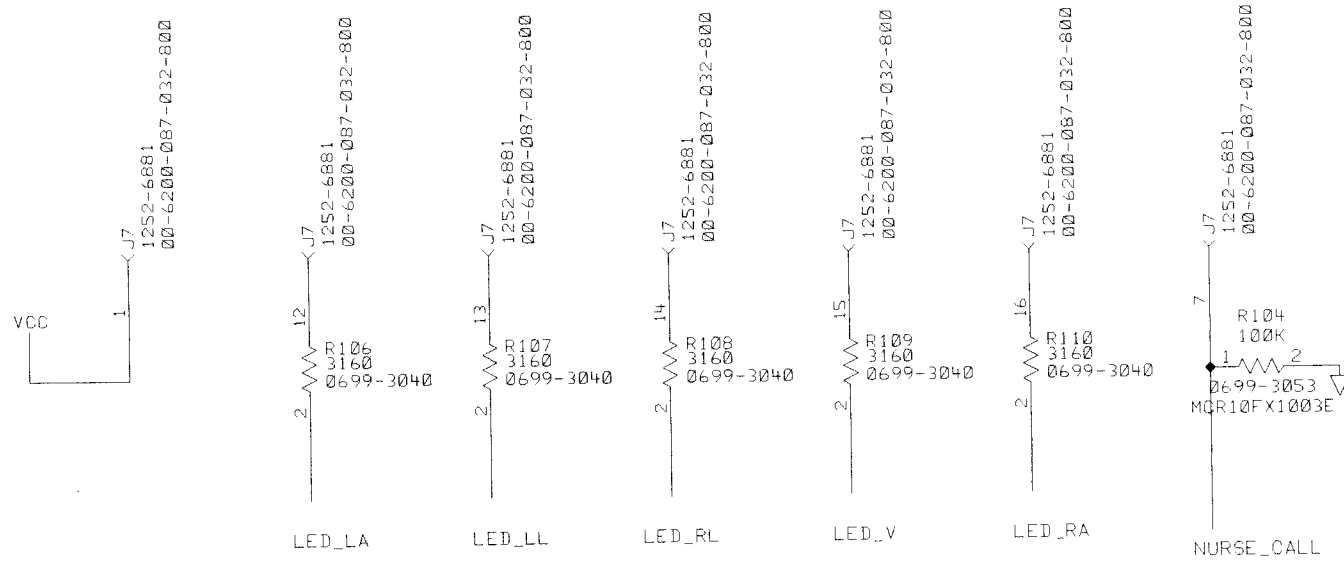 J7
1252-6881
00-6200-087-032-800
1
VCC
J7
1252-6881
00-6200-087-032-800
12
R106
3160
0699-3040
2
LED_LA
J7
1252-6881
00-6200-087-032-800
13
R107
3160
0699-3040
2
LED_LL
J7
1252-6881
00-6200-087-032-800
14
R108
3160
0699-3040
2
LED_RL
J7
1252-6881
00-6200-087-032-800
15
R109
3160
0699-3040
2
LED_V
J7
1252-6881
00-6200-087-032-800
16
R110
3160
0699-3040
2
LED_RA
J7
1252-6881
00-6200-087-032-800
7
R104
100K
1 2
0699-3053
MCR10FX1003E
NURSE_CALL